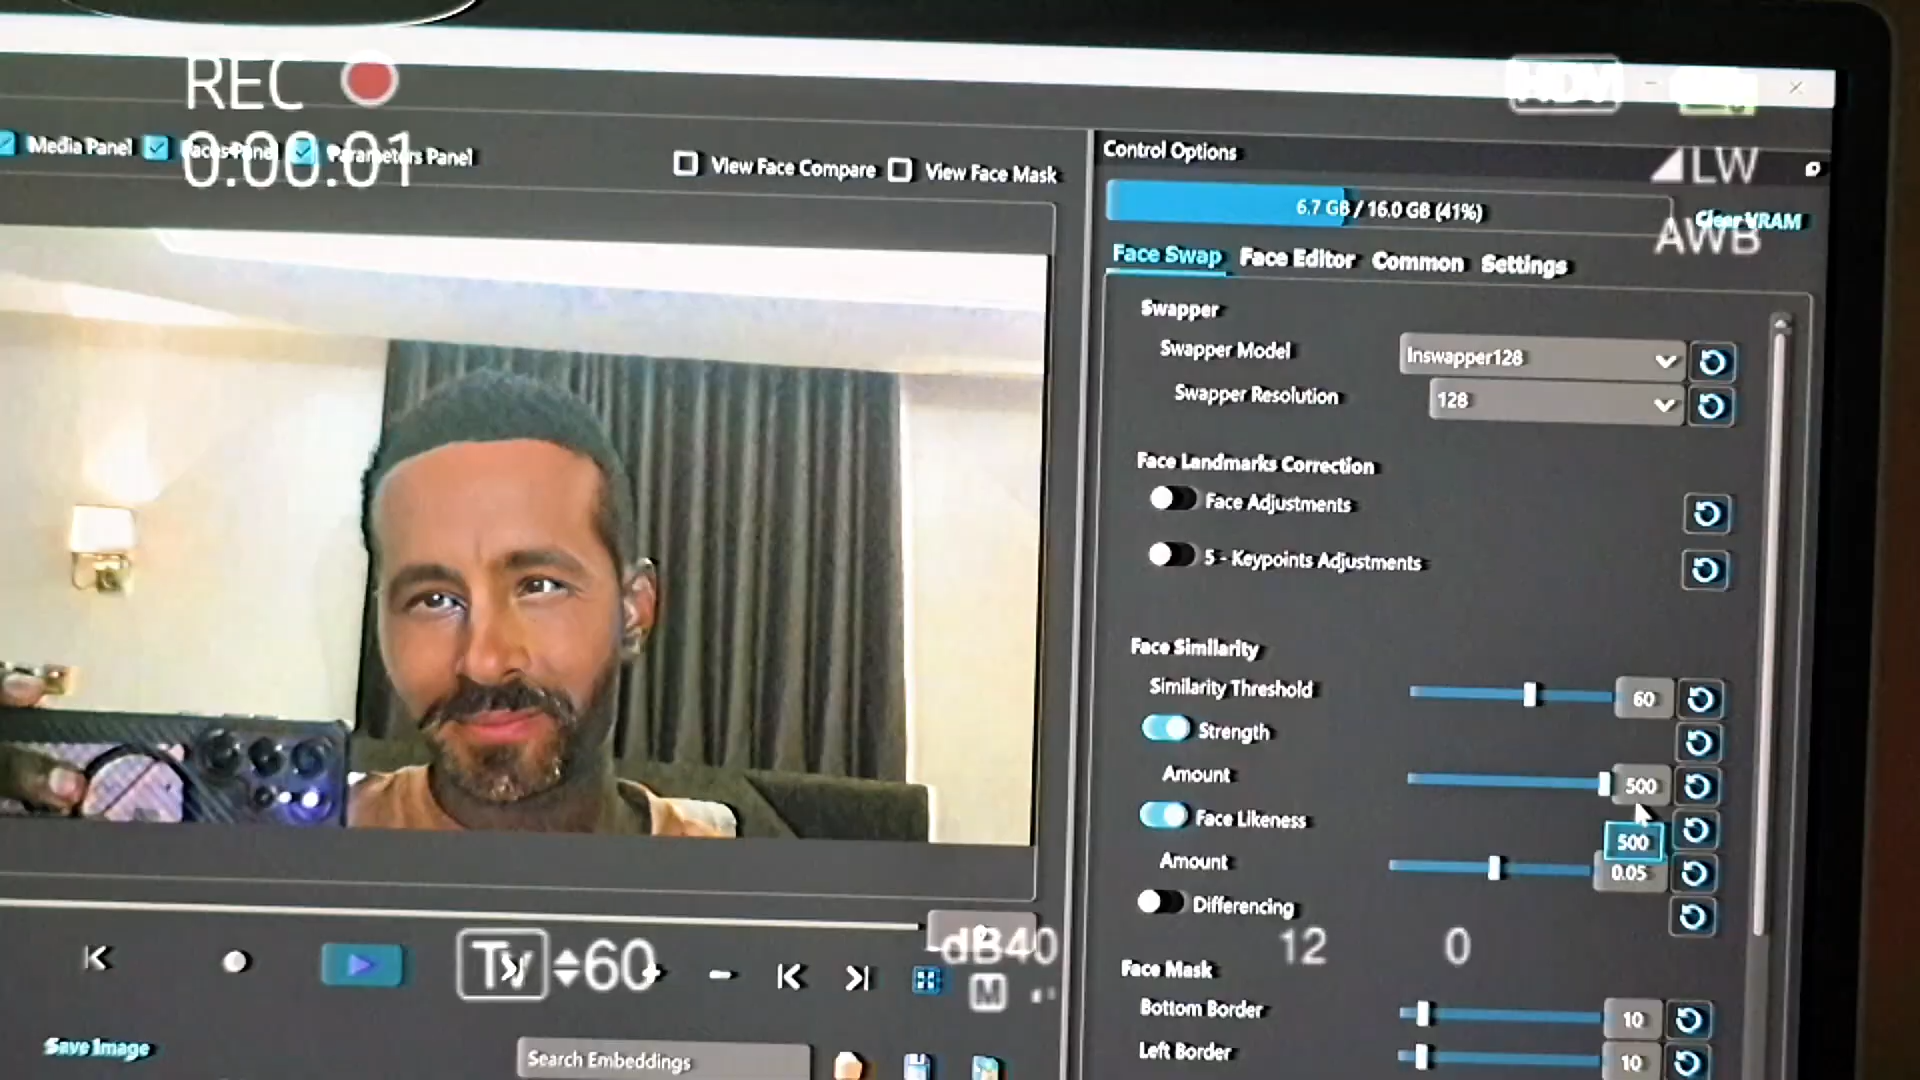 REC
0:00:01
Media Panel
Faces Panel
Parameters Panel
View Face Compare
View Face Mask
Control Options
LW
6.7 GB / 16.0 GB (41%)
Clear VRAM
AWB
Face Swap Face Editor Common Settings
Swapper
Swapper Model Inswapper128
Swapper Resolution 128
Face Landmarks Correction
Face Adjustments
5 - Keypoints Adjustments
Face Similarity
Similarity Threshold 60
Strength
Amount 500
Face Likeness 500
Amount 0.05
Differencing
Tv 60
-dB40
12 0
M
Face Mask
Bottom Border 10
Left Border 10
Save Image
Search Embeddings